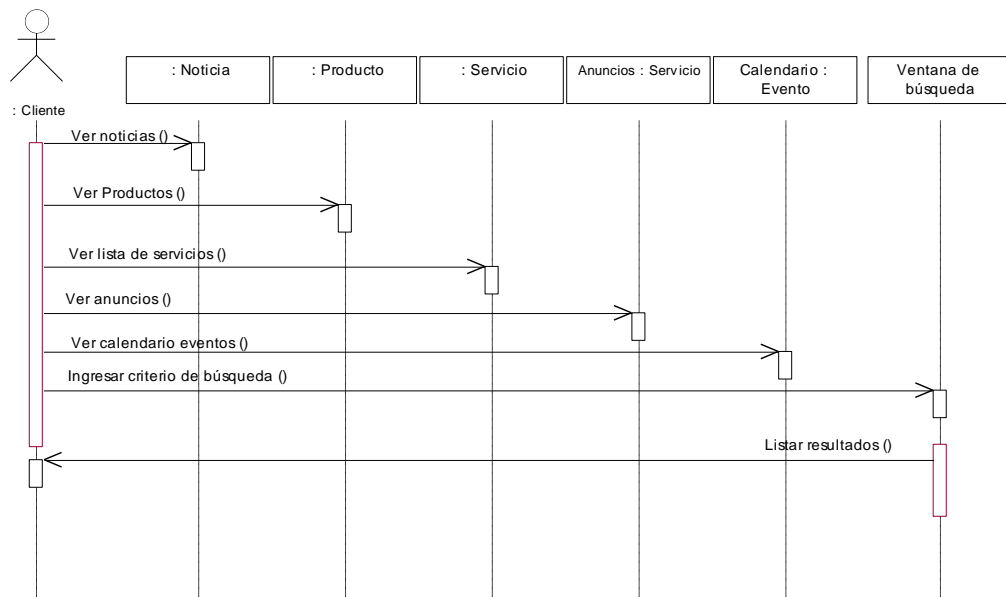 : Noticia
: Producto
: Servicio
Anuncios : Servicio
Calendario :
Evento
Ventana de
búsqueda
: Cliente
Ver noticias ()
Ver Productos ()
Ver lista de servicios ()
Ver anuncios ()
Ver calendario eventos ()
Ingresar criterio de búsqueda ()
Listar resultados ()